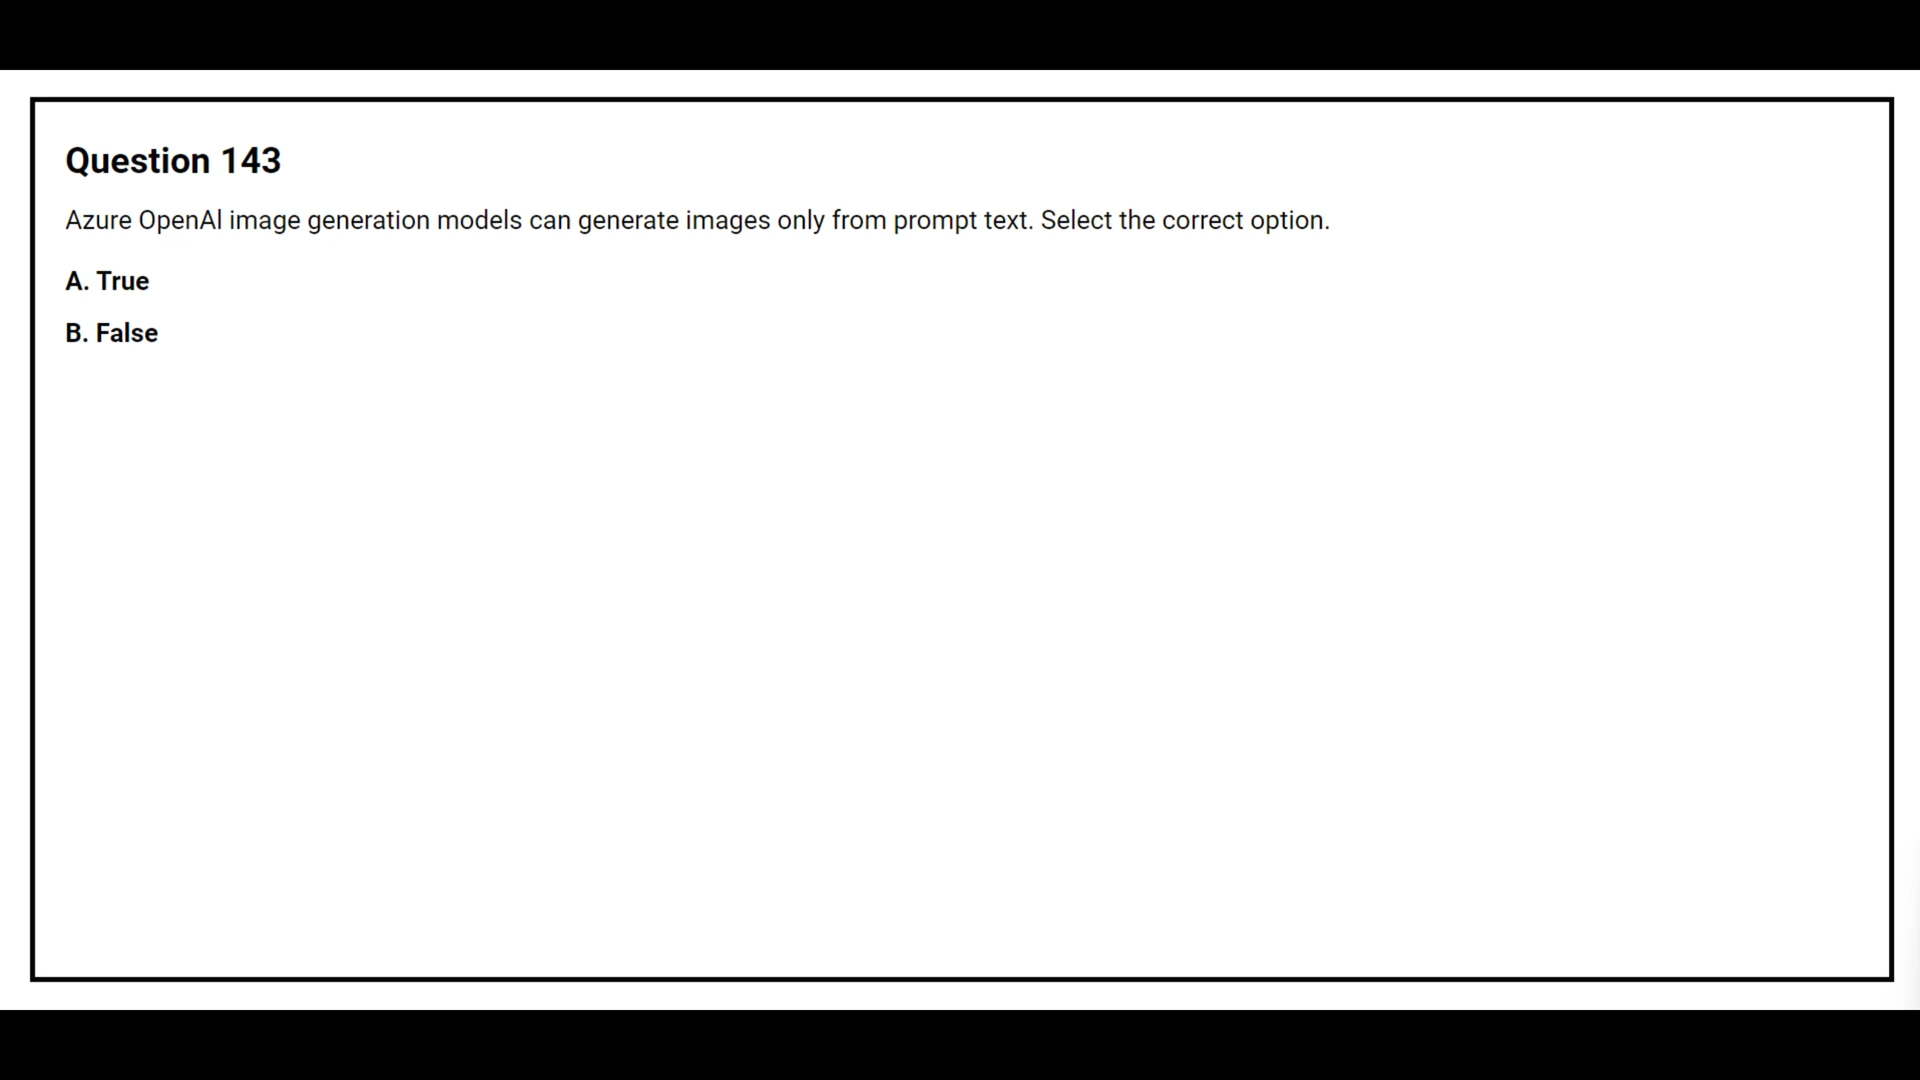 Question 143
Azure OpenAI image generation models can generate images only from prompt text. Select the correct option.
A. True
B. False